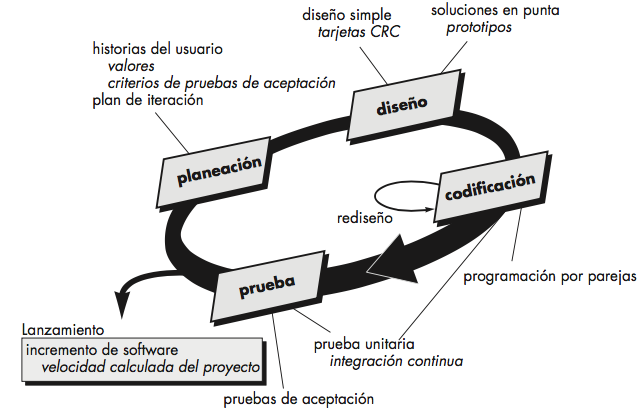 diseño simple
tarjetas CRC
soluciones en punta
prototipos
historias del usuario
valores
criterios de pruebas de aceptación
plan de iteración
diseño
planeación
codificación
rediseño
programación por parejas
prueba
prueba unitaria
integración continua
Lanzamiento
incremento de software
velocidad calculada del proyecto
pruebas de aceptación